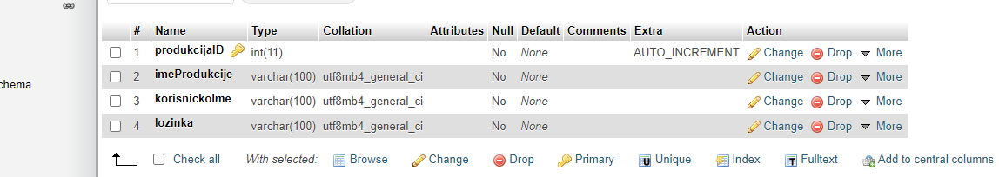 # Name Type Collation Attributes Null Default Comments Extra Action
1 produkcijaID int(11) No None AUTO_INCREMENT Change Drop More
chema
2 imeProdukcije varchar(100) utf8mb4_general_ci No None Change Drop More
3 korisnickoIme varchar(100) utf8mb4_general_ci No None Change Drop More
4 lozinka varchar(100) utf8mb4_general_ci No None Change Drop More
Check all With selected: Browse Change Drop Primary Unique Index Fulltext Add to central columns